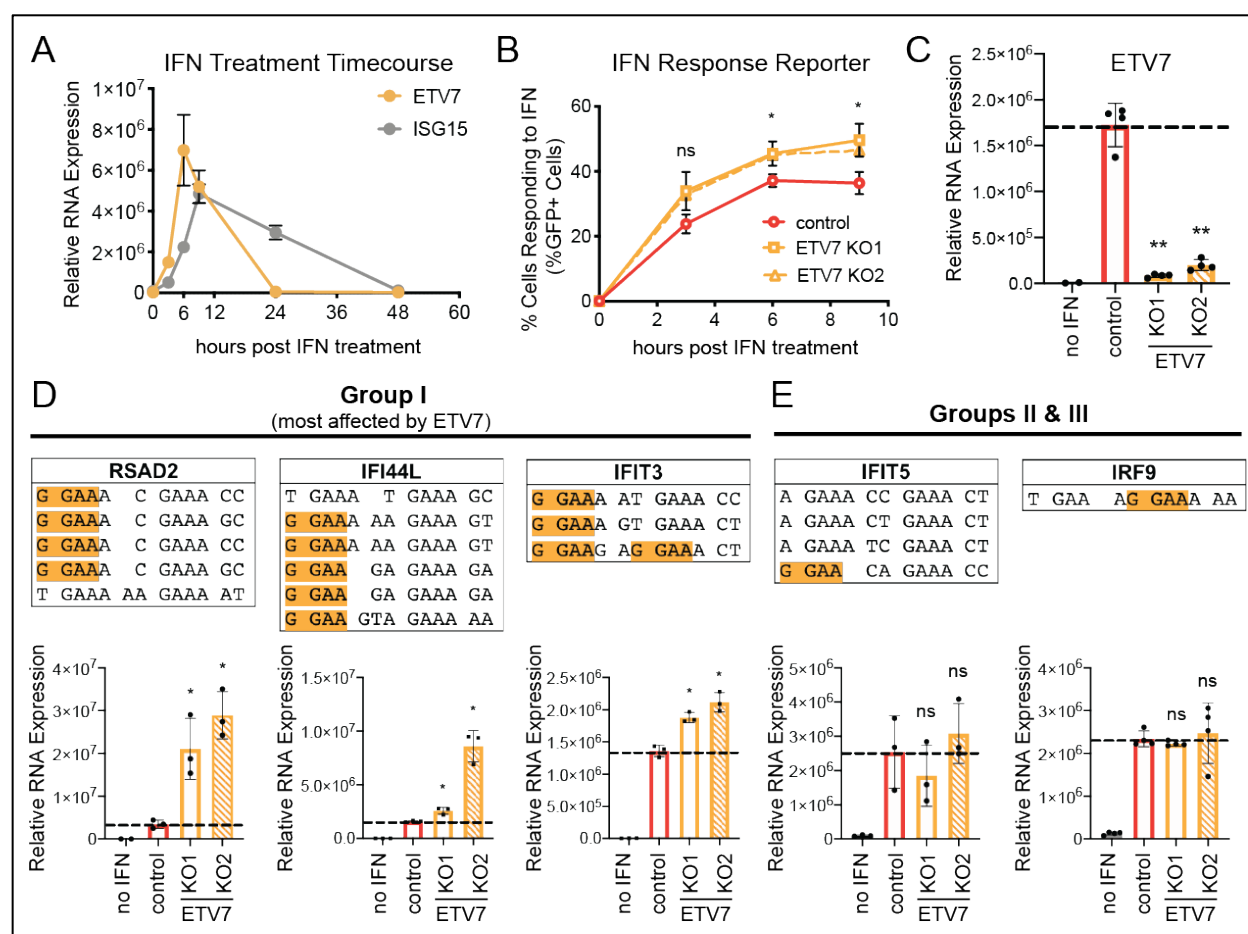 A
IFN Treatment Timecourse
Relative RNA Expression
1×10⁷
8×10⁶
6×10⁶
4×10⁶
2×10⁶
0
0 6 12 24 36 48 60
hours post IFN treatment
ETV7
ISG15
B
IFN Response Reporter
% Cells Responding to IFN
(%GFP+ Cells)
60
40
20
0
0 2 4 6 8 10
hours post IFN treatment
ns * *
control
ETV7 KO1
ETV7 KO2
C
ETV7
Relative RNA Expression
2.5×10⁶
2.0×10⁶
1.5×10⁶
1.0×10⁶
5.0×10⁵
0.0
** **
no IFN control KO1 KO2
ETV7
D
Group I
(most affected by ETV7)
RSAD2
G GAAA C GAAA CC
G GAAA C GAAA GC
G GAAA C GAAA CC
G GAAA C GAAA GC
T GAAA AA GAAA AT
IFI44L
T GAAA T GAAA GC
G GAAA AA GAAA GT
G GAAA AA GAAA GT
G GAA GA GAAA GA
G GAA GA GAAA GA
G GAA GTA GAAA AA
IFIT3
G GAAA AT GAAA CC
G GAAA GT GAAA CT
G GAAG AG GAAA CT
E
Groups II & III
IFIT5
A GAAA CC GAAA CT
A GAAA CT GAAA CT
A GAAA TC GAAA CT
G GAA CA GAAA CC
IRF9
T GAA AG GAAA AA
Relative RNA Expression
4×10⁷
3×10⁷
2×10⁷
1×10⁷
0
* *
no IFN control KO1 KO2
ETV7
Relative RNA Expression
1.5×10⁷
1.0×10⁷
5.0×10⁶
0.0
* *
no IFN control KO1 KO2
ETV7
Relative RNA Expression
2.5×10⁶
2.0×10⁶
1.5×10⁶
1.0×10⁶
5.0×10⁵
0.0
* *
no IFN control KO1 KO2
ETV7
Relative RNA Expression
5×10⁶
4×10⁶
3×10⁶
2×10⁶
1×10⁶
0
ns ns
no IFN control KO1 KO2
ETV7
Relative RNA Expression
4×10⁶
3×10⁶
2×10⁶
1×10⁶
0
ns ns
no IFN control KO1 KO2
ETV7